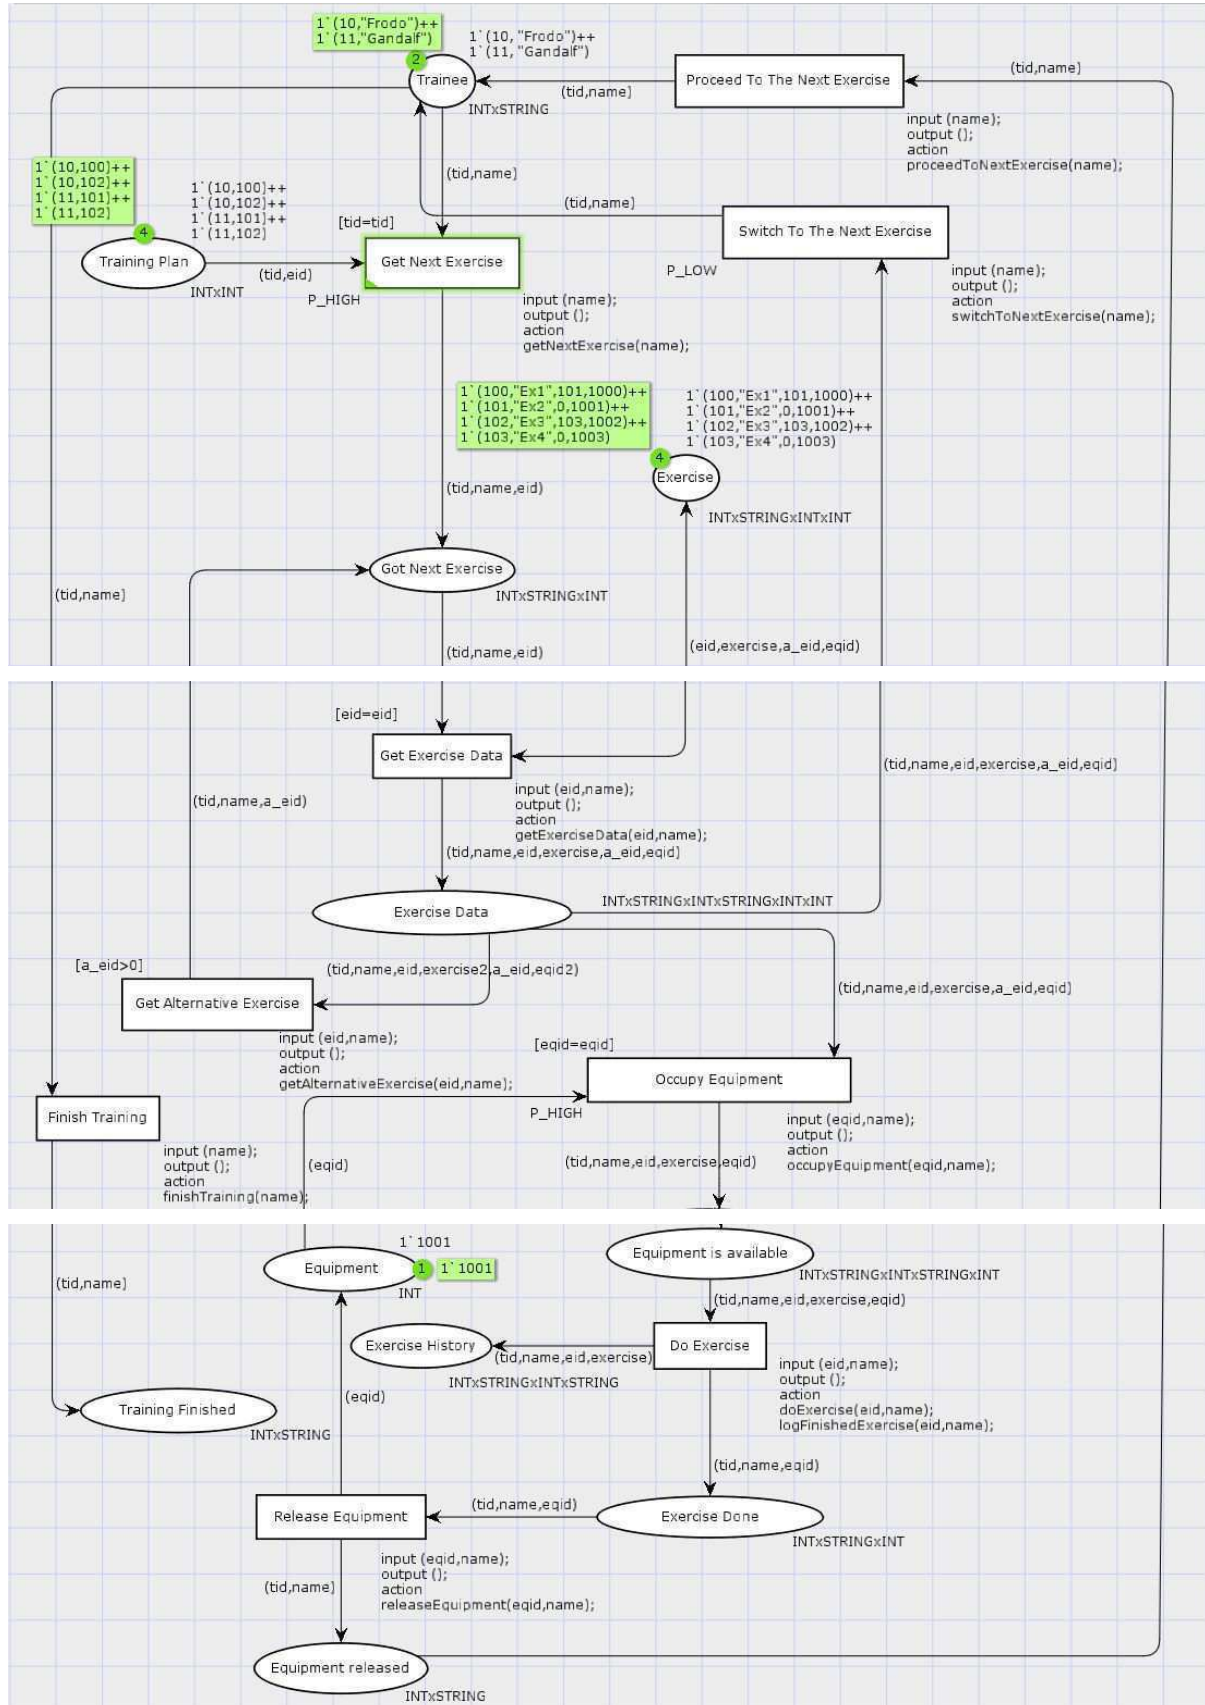 1`(10,"Frodo")++
1`(11,"Gandalf")
1`(10, "Frodo")++
1`(11, "Gandalf")
2
Trainee
INTxSTRING
(tid,name)
Proceed To The Next Exercise
(tid,name)
input (name);
output ();
action
proceedToNextExercise(name);
1`(10,100)++
1`(10,102)++
1`(11,101)++
1`(11,102)
1`(10,100)++
1`(10,102)++
1`(11,101)++
1`(11,102)
4
Training Plan
INTxINT
(tid,eid)
(tid,name)
[tid=tid]
Get Next Exercise
P_HIGH
input (name);
output ();
action
getNextExercise(name);
(tid,name)
Switch To The Next Exercise
P_LOW
input (name);
output ();
action
switchToNextExercise(name);
1`(100,"Ex1",101,1000)++
1`(101,"Ex2",0,1001)++
1`(102,"Ex3",103,1002)++
1`(103,"Ex4",0,1003)
1`(100,"Ex1",101,1000)++
1`(101,"Ex2",0,1001)++
1`(102,"Ex3",103,1002)++
1`(103,"Ex4",0,1003)
4
Exercise
INTxSTRINGxINTxINT
(tid,name,eid)
Got Next Exercise
INTxSTRINGxINT
(tid,name)
(tid,name,eid)
(eid,exercise,a_eid,eqid)
[eid=eid]
Get Exercise Data
(tid,name,eid,exercise,a_eid,eqid)
(tid,name,a_eid)
input (eid,name);
output ();
action
getExerciseData(eid,name);
(tid,name,eid,exercise,a_eid,eqid)
Exercise Data
INTxSTRINGxINTxSTRINGxINTxINT
[a_eid>0]
(tid,name,eid,exercise2,a_eid,eqid2)
Get Alternative Exercise
(tid,name,eid,exercise,a_eid,eqid)
input (eid,name);
output ();
action
getAlternativeExercise(eid,name);
[eqid=eqid]
Occupy Equipment
P_HIGH
Finish Training
input (name);
output ();
action
finishTraining(name);
(eqid)
(tid,name,eid,exercise,eqid)
input (eqid,name);
output ();
action
occupyEquipment(eqid,name);
1`1001
Equipment
1
1`1001
INT
Equipment is available
INTxSTRINGxINTxSTRINGxINT
(tid,name)
(tid,name,eid,exercise,eqid)
Exercise History
(tid,name,eid,exercise)
INTxSTRINGxINTxSTRING
Do Exercise
input (eid,name);
output ();
action
doExercise(eid,name);
logFinishedExercise(eid,name);
(eqid)
Training Finished
INTxSTRING
(tid,name,eqid)
Release Equipment
(tid,name,eqid)
Exercise Done
INTxSTRINGxINT
input (eqid,name);
output ();
action
releaseEquipment(eqid,name);
(tid,name)
Equipment released
INTxSTRING